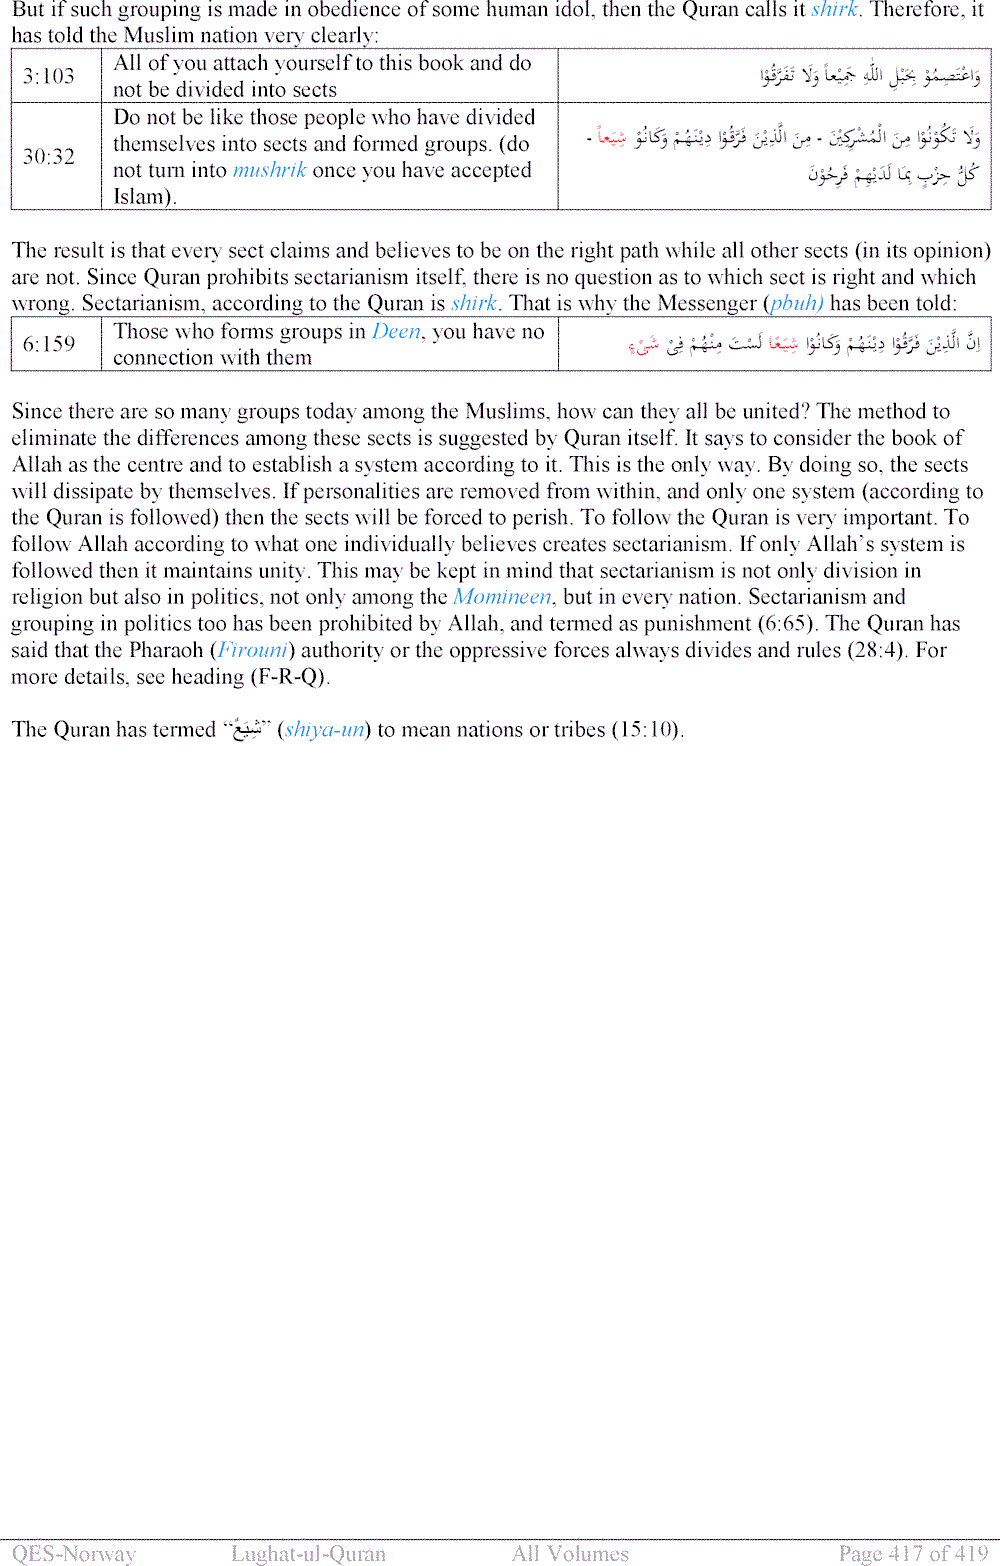 But if such grouping is made in obedience of some human idol, then the Quran calls it shirk. Therefore, it
has told the Muslim nation very clearly:
3:103 All of you attach yourself to this book and do وَاعْتَصِمُوْ بِحَبْلِ اللّٰهِ جَمِيْعاً وَلَا تَفَرَّقُوْا
not be divided into sects
Do not be like those people who have divided
themselves into sects and formed groups. (do وَلَا تَكُوْنُوْا مِنَ الْمُشْرِكِيْنَ - مِنَ الَّذِيْنَ فَرَّقُوْا دِيْنَهُمْ وَكَانُوْ شِيَعاً -
30:32 not turn into mushrik once you have accepted كُلُّ حِزْبٍ بِمَا لَدَيْهِمْ فَرِحُوْنَ
Islam).
The result is that every sect claims and believes to be on the right path while all other sects (in its opinion)
are not. Since Quran prohibits sectarianism itself, there is no question as to which sect is right and which
wrong. Sectarianism, according to the Quran is shirk. That is why the Messenger (pbuh) has been told:
6:159 Those who forms groups in Deen, you have no اِنَّ الَّذِيْنَ فَرَّقُوْا دِيْنَهُمْ وَكَانُوْا شِيَعًا لَسْتَ مِنْهُمْ فِىْ شَىْءٍ
connection with them
Since there are so many groups today among the Muslims, how can they all be united? The method to
eliminate the differences among these sects is suggested by Quran itself. It says to consider the book of
Allah as the centre and to establish a system according to it. This is the only way. By doing so, the sects
will dissipate by themselves. If personalities are removed from within, and only one system (according to
the Quran is followed) then the sects will be forced to perish. To follow the Quran is very important. To
follow Allah according to what one individually believes creates sectarianism. If only Allah’s system is
followed then it maintains unity. This may be kept in mind that sectarianism is not only division in
religion but also in politics, not only among the Momineen, but in every nation. Sectarianism and
grouping in politics too has been prohibited by Allah, and termed as punishment (6:65). The Quran has
said that the Pharaoh (Firouni) authority or the oppressive forces always divides and rules (28:4). For
more details, see heading (F-R-Q).
The Quran has termed “شِيَعٌ” (shiya-un) to mean nations or tribes (15:10).
QES-Norway Lughat-ul-Quran All Volumes Page 417 of 419